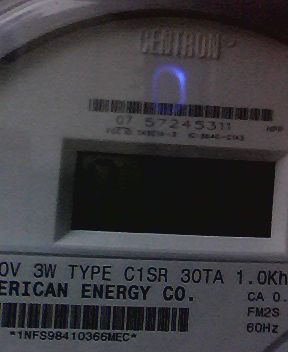 CENTRON
07 57245311
0V 3W TYPE C1SR 30TA 1.0Kh
ERICAN ENERGY CO.
CA 0.
FM2S
60Hz
*1NFS98410366MEC*